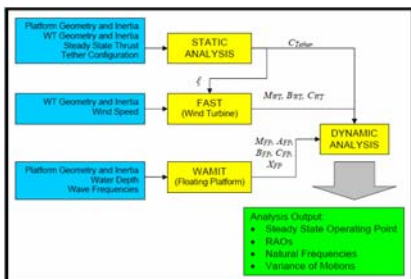 Platform Geometry and Inertia
WT Geometry and Inertia
Steady State Thrust
Tether Configuration
STATIC ANALYSIS
C_Tether
ξ
WT Geometry and Inertia
Wind Speed
FAST
(Wind Turbine)
M_WT, B_WT, C_WT
DYNAMIC ANALYSIS
Platform Geometry and Inertia
Water Depth
Wave Frequencies
WAMIT
(Floating Platform)
M_FP, A_FP,
B_FP, C_FP,
X_FP
Analysis Output:
• Steady State Operating Point
• RAOs
• Natural Frequencies
• Variance of Motions